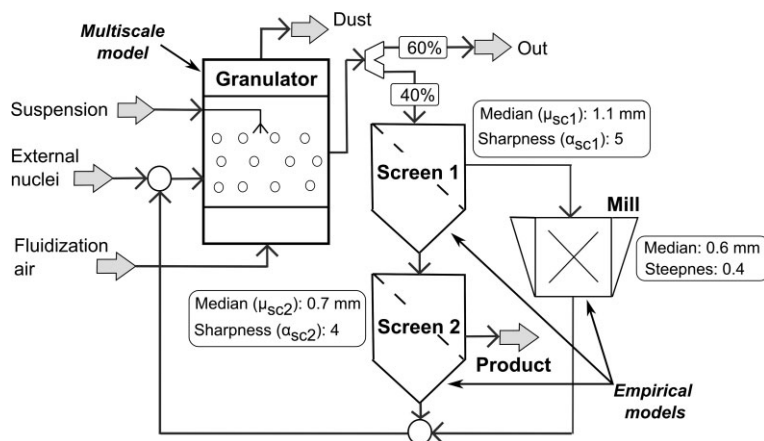 Multiscale
model
Dust
60%
Out
Granulator
40%
Suspension
Median (μsc1): 1.1 mm
Sharpness (αsc1): 5
External
nuclei
Screen 1
Mill
Median: 0.6 mm
Steepnes: 0.4
Fluidization
air
Median (μsc2): 0.7 mm
Sharpness (αsc2): 4
Screen 2
Product
Empirical
models